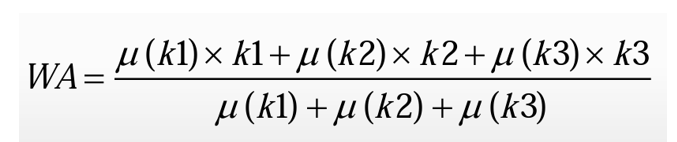 WA = μ(k1) × k1 + μ(k2) × k2 + μ(k3) × k3
μ(k1) + μ(k2) + μ(k3)